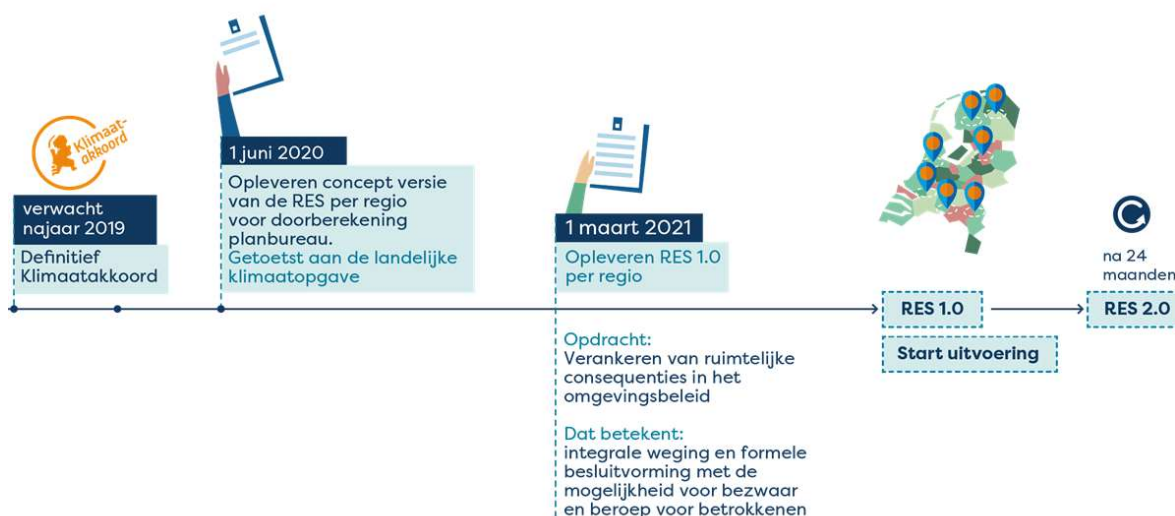 Klimaat-
akkoord
verwacht
najaar 2019
Definitief
Klimaatakkoord
1 juni 2020
Opleveren concept versie
van de RES per regio
voor doorberekening
planbureau.
Getoetst aan de landelijke
klimaatopgave
1 maart 2021
Opleveren RES 1.0
per regio
Opdracht:
Verankeren van ruimtelijke
consequenties in het
omgevingsbeleid
Dat betekent:
integrale weging en formele
besluitvorming met de
mogelijkheid voor bezwaar
en beroep voor betrokkenen
RES 1.0
Start uitvoering
na 24
maanden
RES 2.0